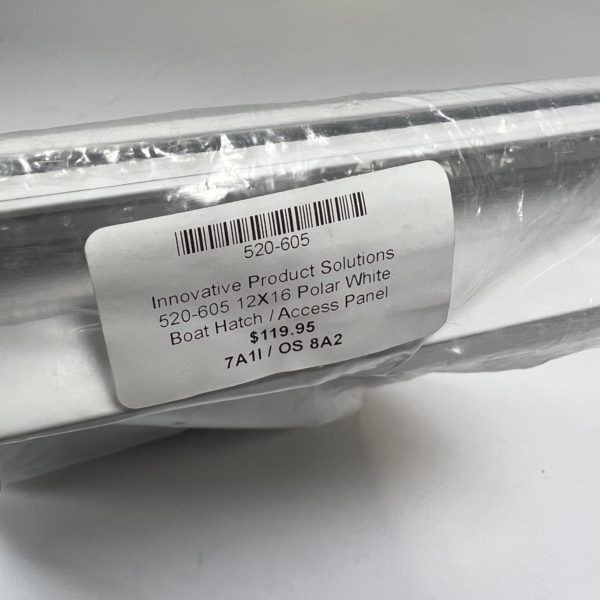 520-605
Innovative Product Solutions
520-605 12X16 Polar White
Boat Hatch / Access Panel
$119.95
7A1I / OS 8A2